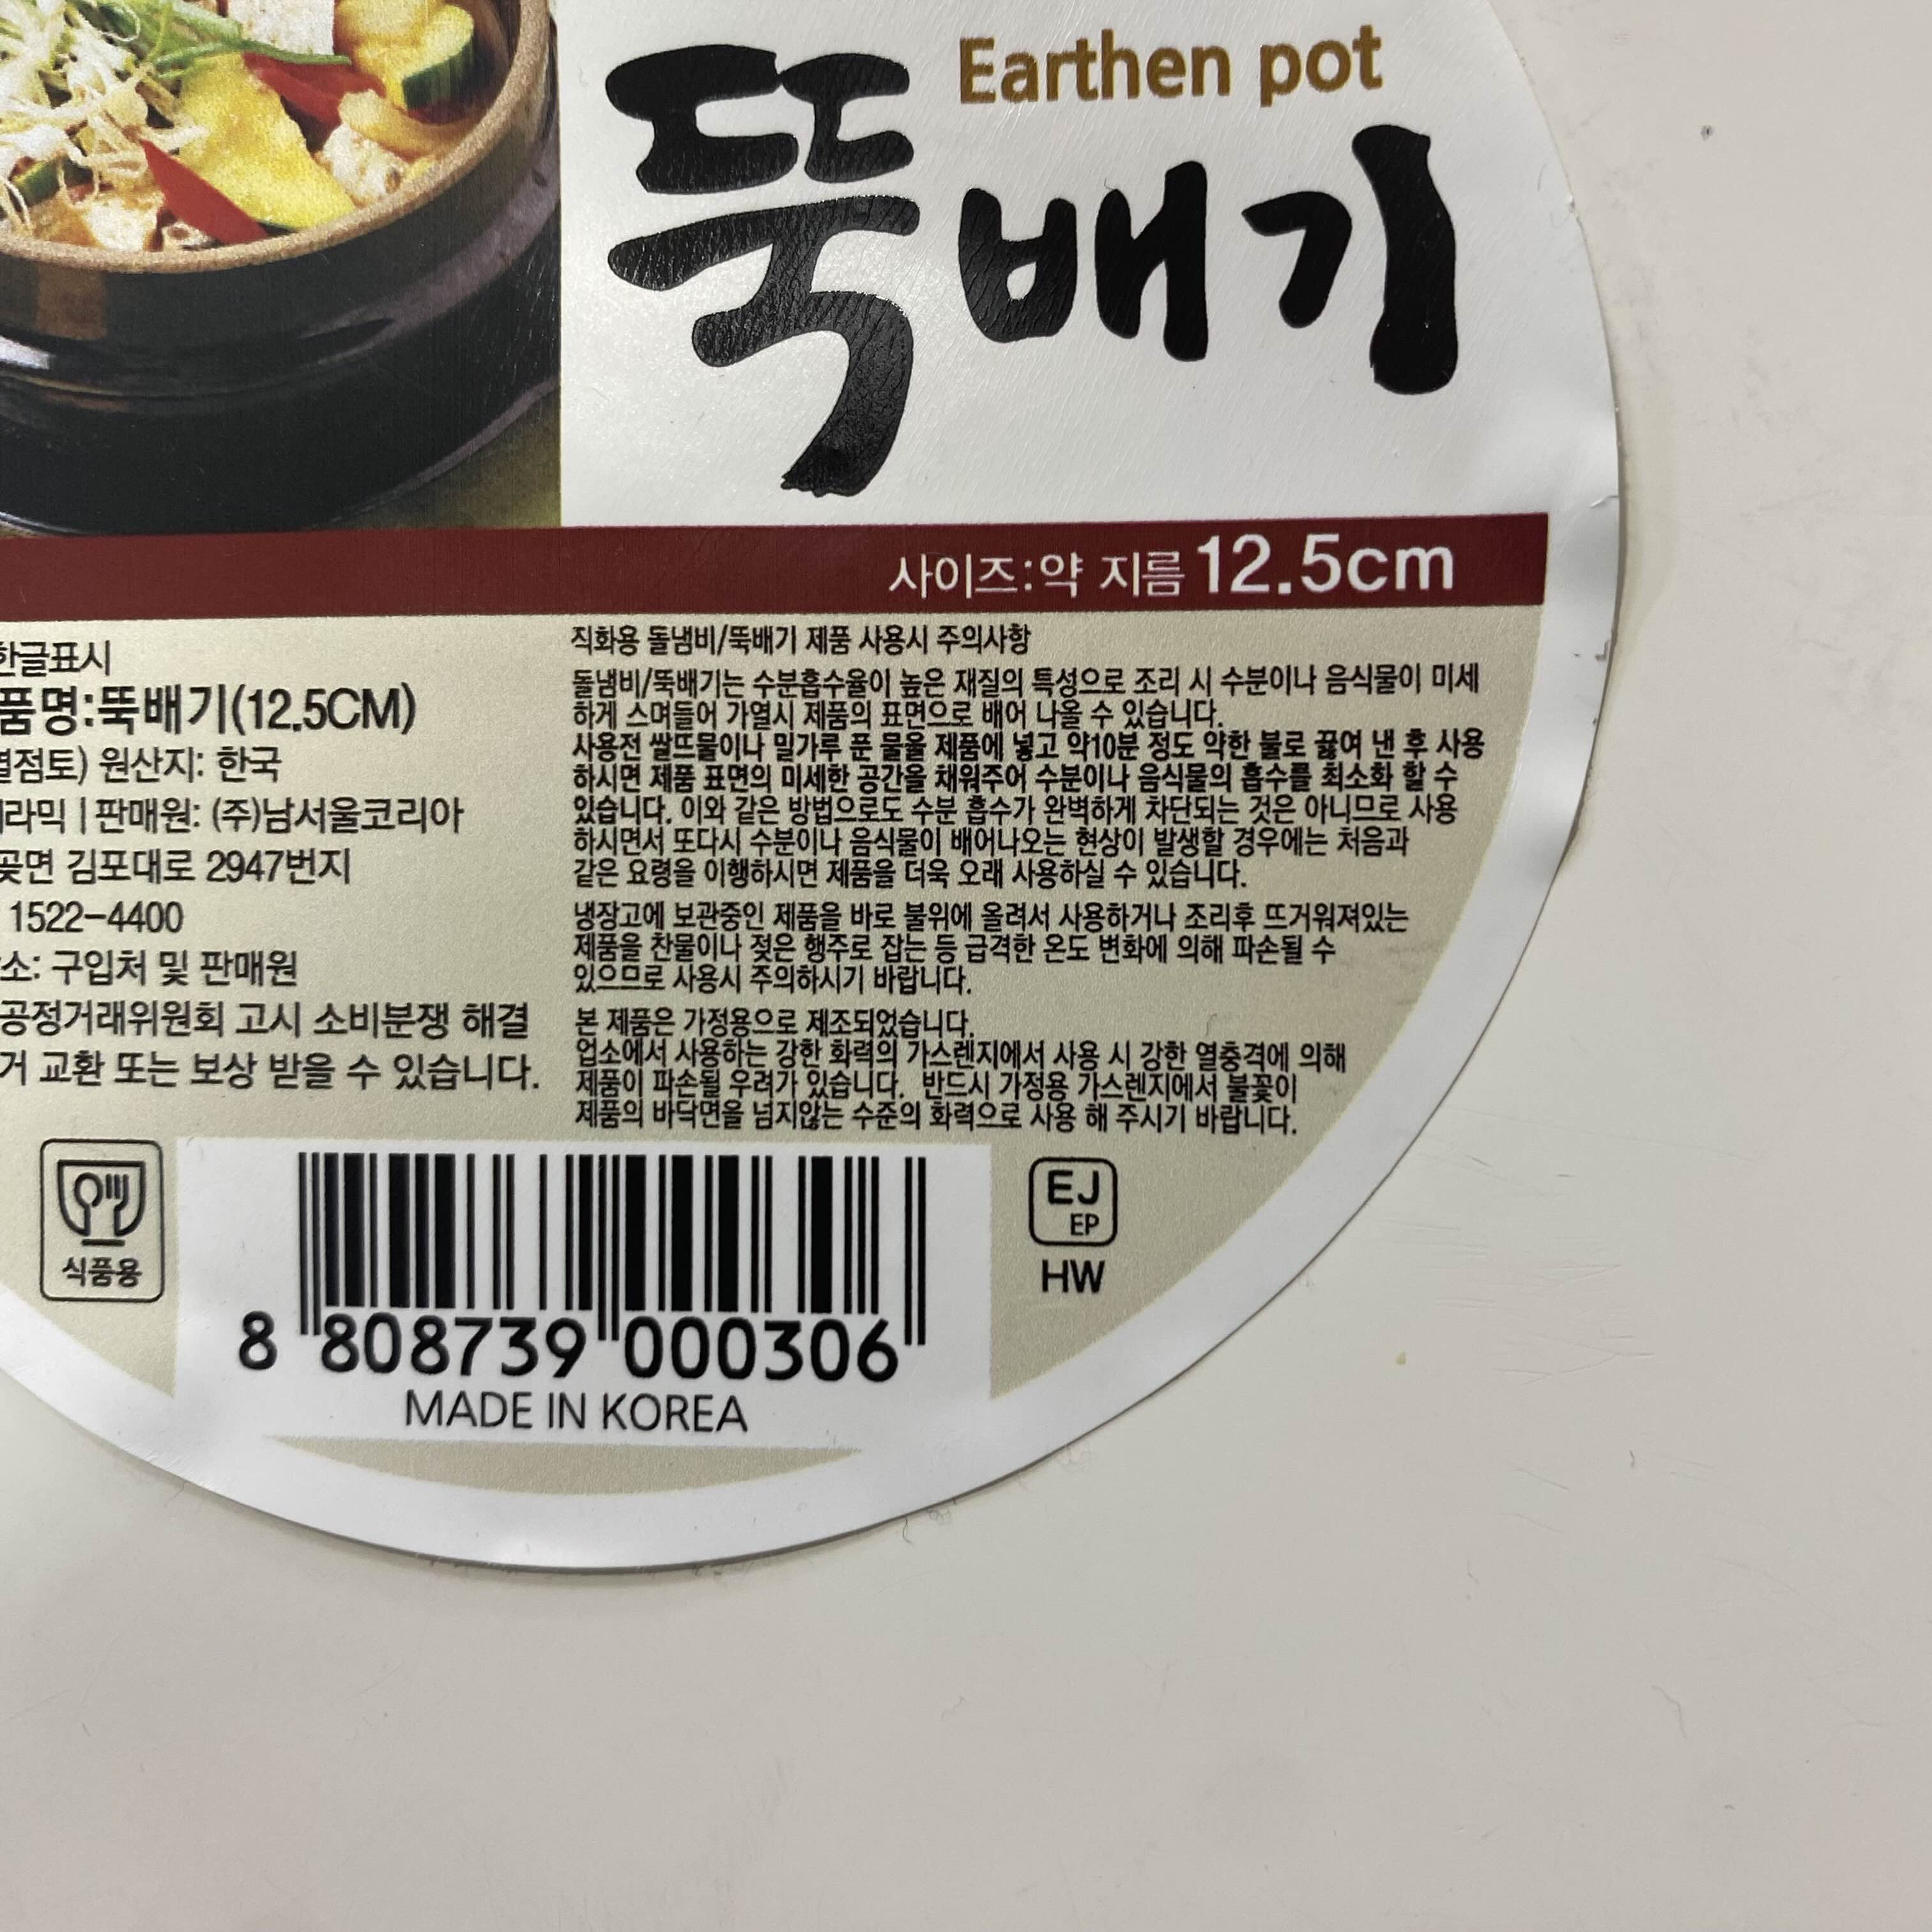 Earthen pot
뚝배기
사이즈:약 지름 12.5cm
한글표시
품명:뚝배기(12.5CM)
원산지: 한국
판매원: (주)남서울코리아
김포대로 2947번지
1522-4400
구입처 및 판매원
공정거래위원회 고시 소비분쟁 해결
거 교환 또는 보상 받을 수 있습니다.
직화용 돌냄비/뚝배기 제품 사용시 주의사항
돌냄비/뚝배기는 수분흡수율이 높은 재질의 특성으로 조리 시 수분이나 음식물이 미세
하게 스며들어 가열시 제품의 표면으로 배어 나올 수 있습니다.
사용전 쌀뜨물이나 밀가루 푼 물을 제품에 넣고 약10분 정도 약한 불로 끓여 낸 후 사용
하시면 제품 표면의 미세한 공간을 채워주어 수분이나 음식물의 흡수를 최소화 할 수
있습니다. 이와 같은 방법으로도 수분 흡수가 완벽하게 차단되는 것은 아니므로 사용
하시면서 또다시 수분이나 음식물이 배어나오는 현상이 발생할 경우에는 처음과
같은 요령을 이행하시면 제품을 더욱 오래 사용하실 수 있습니다.
냉장고에 보관중인 제품을 바로 불위에 올려서 사용하거나 조리후 뜨거워져있는
제품을 찬물이나 젖은 행주로 잡는 등 급격한 온도 변화에 의해 파손될 수
있으므로 사용시 주의하시기 바랍니다.
본 제품은 가정용으로 제조되었습니다.
업소에서 사용하는 강한 화력의 가스렌지에서 사용 시 강한 열충격에 의해
제품이 파손될 우려가 있습니다. 반드시 가정용 가스렌지에서 불꽃이
제품의 바닥면을 넘지않는 수준의 화력으로 사용 해 주시기 바랍니다.
식품용
8 808739 000306
MADE IN KOREA
EJ
EP
HW